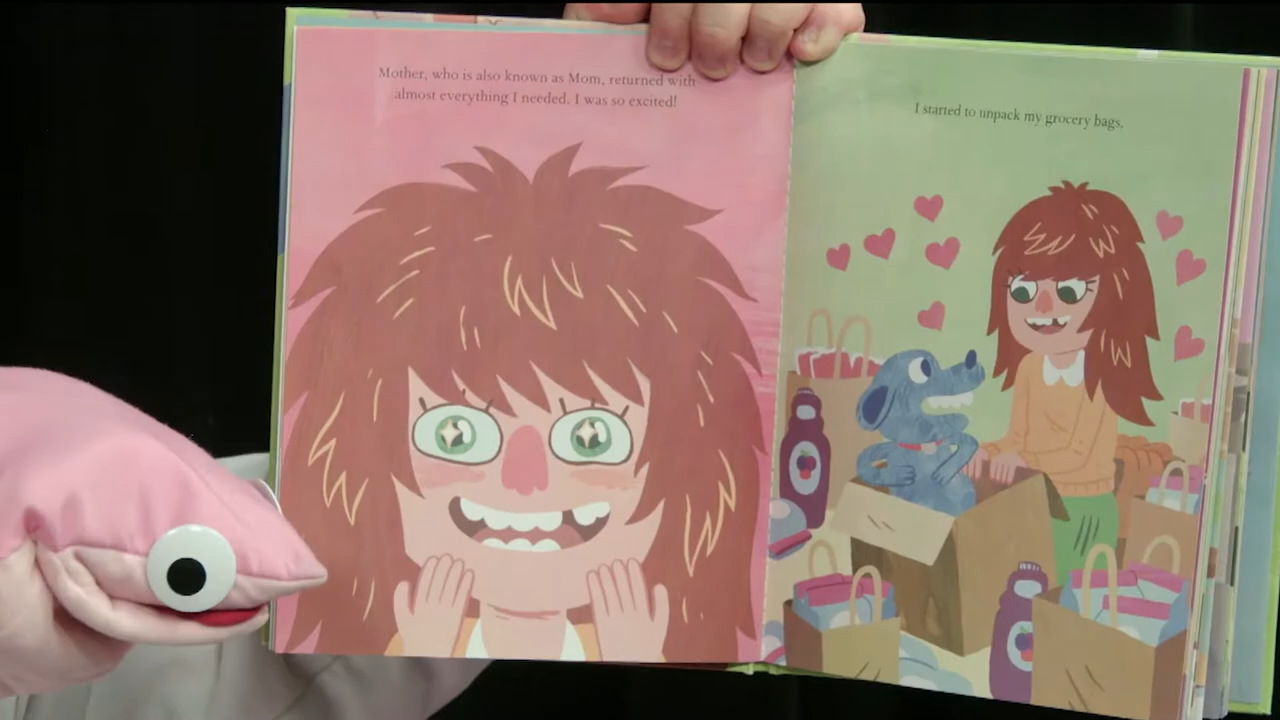 Mother, who is also known as Mom, returned with
almost everything I needed. I was so excited!
I started to unpack my grocery bags.